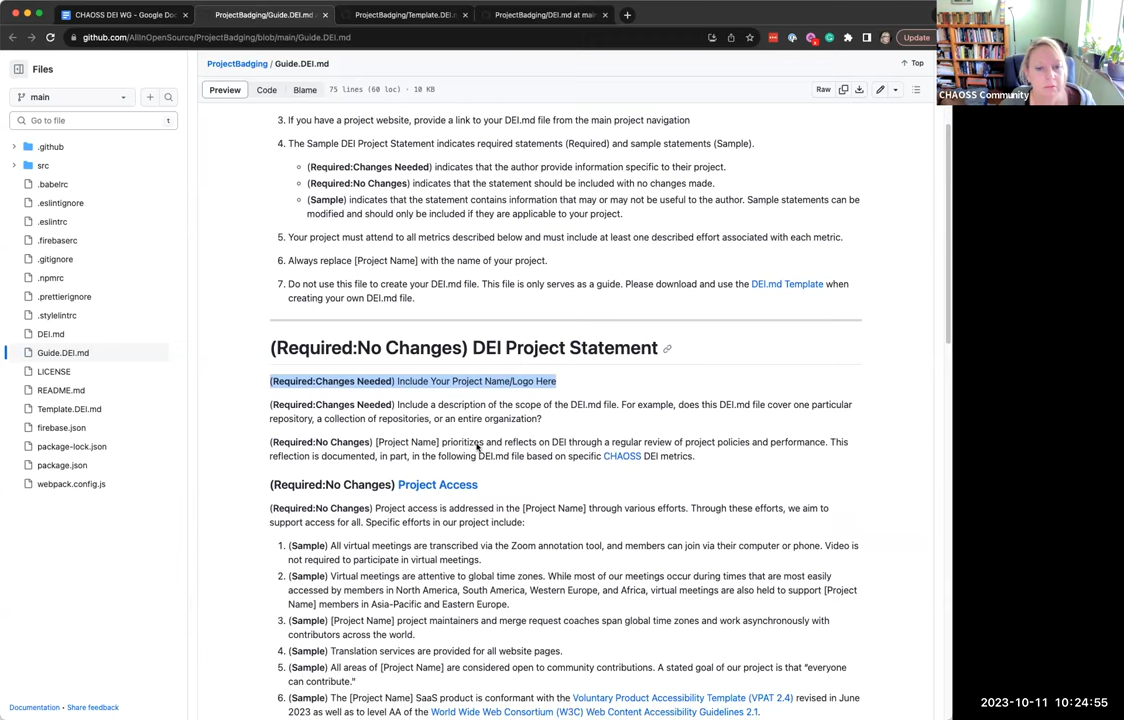 CHAOSS DEI WG - Google Doc
ProjectBadging/Guide.DEI.md
ProjectBadging/Template.DEI.m
ProjectBadging/DEI.md at mai
github.com/AllInOpenSource/ProjectBadging/blob/main/Guide.DEI.md
Update
CHAOSS Community
Files
main
Go to file
t
.github
src
.babelrc
.eslintignore
.eslintrc
.firebaserc
.gitignore
.npmrc
.prettierignore
.stylelintrc
DEI.md
Guide.DEI.md
LICENSE
README.md
Template.DEI.md
firebase.json
package-lock.json
package.json
webpack.config.js
Documentation • Share feedback
ProjectBadging / Guide.DEI.md
Top
Preview Code Blame 75 lines (60 loc) · 10 KB Raw
3. If you have a project website, provide a link to your DEI.md file from the main project navigation
4. The Sample DEI Project Statement indicates required statements (Required) and sample statements (Sample).
(Required:Changes Needed) indicates that the author provide information specific to their project.
(Required:No Changes) indicates that the statement should be included with no changes made.
(Sample) indicates that the statement contains information that may or may not be useful to the author. Sample statements can be
modified and should only be included if they are applicable to your project.
5. Your project must attend to all metrics described below and must include at least one described effort associated with each metric.
6. Always replace [Project Name] with the name of your project.
7. Do not use this file to create your DEI.md file. This file is only serves as a guide. Please download and use the DEI.md Template when
creating your own DEI.md file.
(Required:No Changes) DEI Project Statement
(Required:Changes Needed) Include Your Project Name/Logo Here
(Required:Changes Needed) Include a description of the scope of the DEI.md file. For example, does this DEI.md file cover one particular
repository, a collection of repositories, or an entire organization?
(Required:No Changes) [Project Name] prioritizes and reflects on DEI through a regular review of project policies and performance. This
reflection is documented, in part, in the following DEI.md file based on specific CHAOSS DEI metrics.
(Required:No Changes) Project Access
(Required:No Changes) Project access is addressed in the [Project Name] through various efforts. Through these efforts, we aim to
support access for all. Specific efforts in our project include:
1. (Sample) All virtual meetings are transcribed via the Zoom annotation tool, and members can join via their computer or phone. Video is
not required to participate in virtual meetings.
2. (Sample) Virtual meetings are attentive to global time zones. While most of our meetings occur during times that are most easily
accessed by members in North America, South America, Western Europe, and Africa, virtual meetings are also held to support [Project
Name] members in Asia-Pacific and Eastern Europe.
3. (Sample) [Project Name] project maintainers and merge request coaches span global time zones and work asynchronously with
contributors across the world.
4. (Sample) Translation services are provided for all website pages.
5. (Sample) All areas of [Project Name] are considered open to community contributions. A stated goal of our project is that "everyone
can contribute."
6. (Sample) The [Project Name] SaaS product is conformant with the Voluntary Product Accessibility Template (VPAT 2.4) revised in June
2023 as well as to level AA of the World Wide Web Consortium (W3C) Web Content Accessibility Guidelines 2.1.
2023-10-11 10:24:55